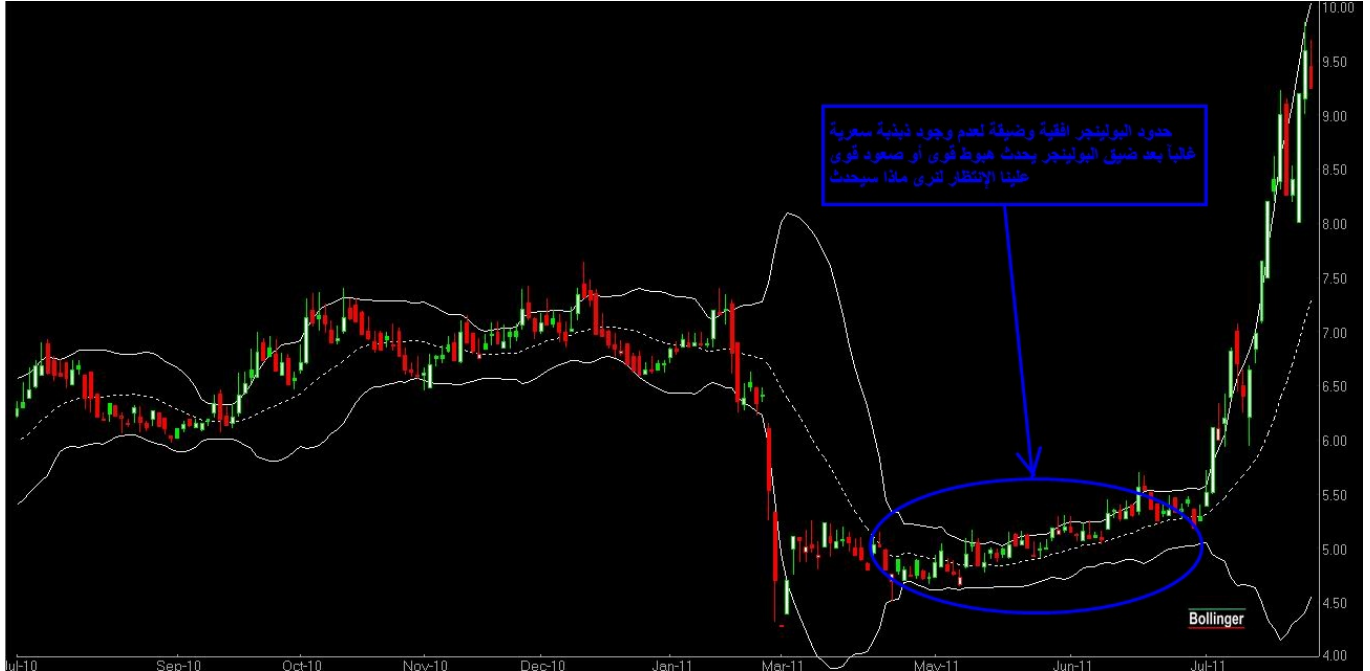 10.00
9.50
9.00
حدود البولينجر افقية وضيقة لعدم وجود ذبذبة سعرية
غالباً بعد ضيق البولينجر يحدث هبوط قوى أو صعود قوى
علينا الإنتظار لنرى ماذا سيحدث
8.50
8.00
7.50
7.00
6.50
6.00
5.50
5.00
4.50
Bollinger
4.00
Jul-10 Sep-10 Oct-10 Nov-10 Dec-10 Jan-11 Mar-11 May-11 Jun-11 Jul-11